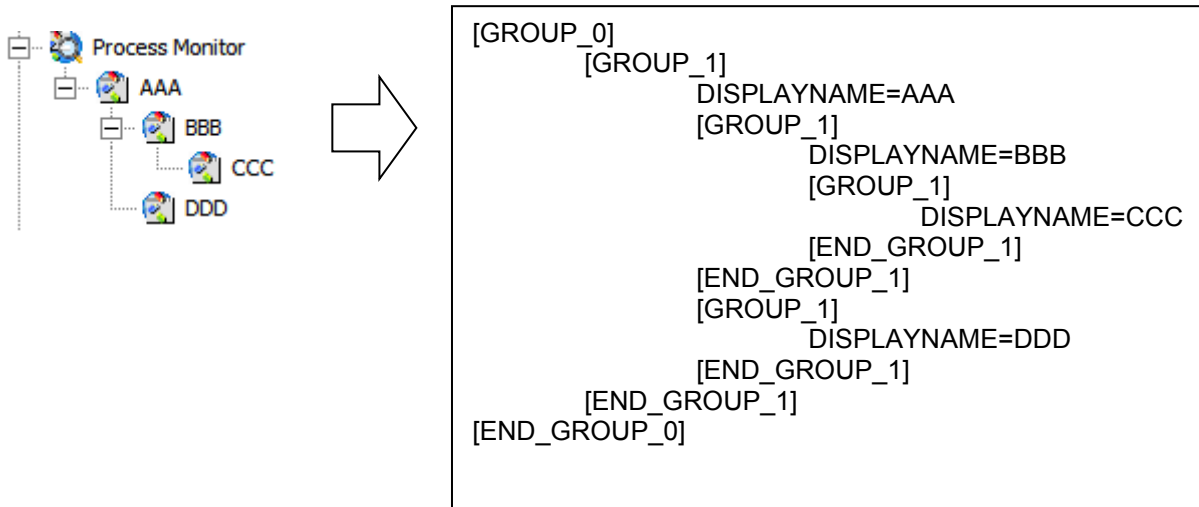 Process Monitor
AAA
BBB
CCC
DDD
[GROUP_0]
[GROUP_1]
DISPLAYNAME=AAA
[GROUP_1]
DISPLAYNAME=BBB
[GROUP_1]
DISPLAYNAME=CCC
[END_GROUP_1]
[END_GROUP_1]
[GROUP_1]
DISPLAYNAME=DDD
[END_GROUP_1]
[END_GROUP_1]
[END_GROUP_0]